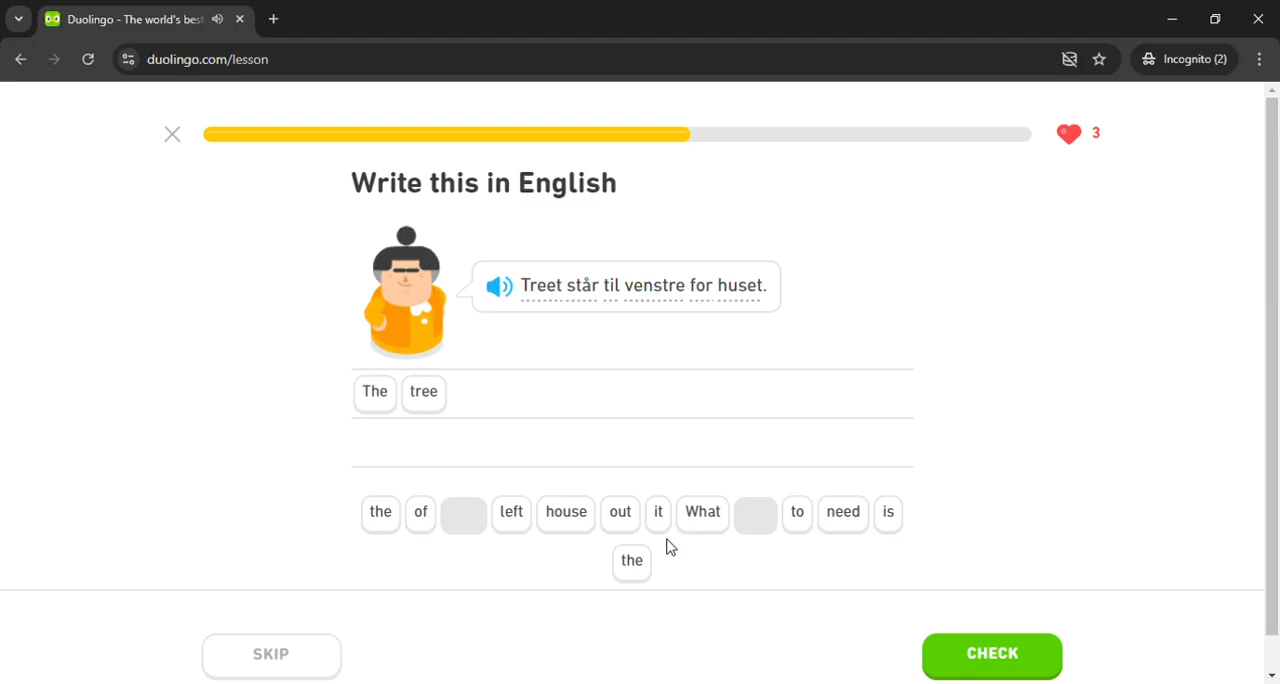 Duolingo - The world's best
duolingo.com/lesson
Incognito (2)
3
Write this in English
Treet står til venstre for huset.
The tree
the of left house out it What to need is
the
SKIP
CHECK